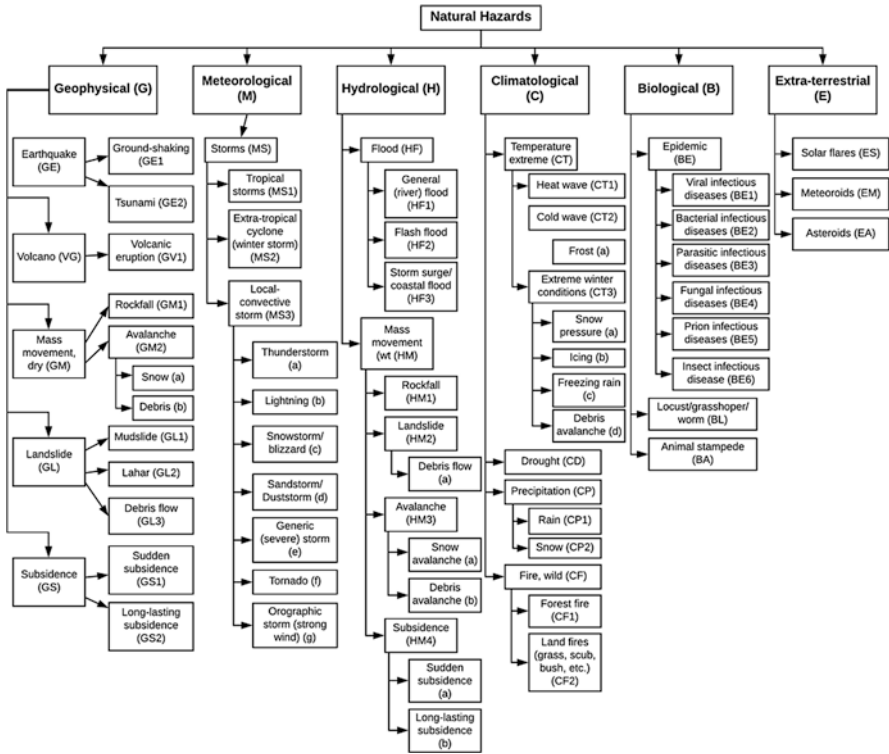 Natural Hazards
Geophysical (G)
Earthquake
(GE)
Ground-shaking
(GE1
Tsunami (GE2)
Volcano (VG)
Volcanic
eruption (GV1)
Mass
movement,
dry (GM)
Rockfall (GM1)
Avalanche
(GM2)
Snow (a)
Debris (b)
Landslide
(GL)
Mudslide (GL1)
Lahar (GL2)
Debris flow
(GL3)
Subsidence
(GS)
Sudden
subsidence
(GS1)
Long-lasting
subsidence
(GS2)
Meteorological
(M)
Storms (MS)
Tropical
storms (MS1)
Extra-tropical
cyclone
(winter storm)
(MS2)
Local-
convective
storm (MS3)
Thunderstorm
(a)
Lightning (b)
Snowstorm/
blizzard (c)
Sandstorm/
Duststorm (d)
Generic
(severe) storm
(e)
Tornado (f)
Orographic
storm (strong
wind) (g)
Hydrological (H)
Flood (HF)
General
(river) flood
(HF1)
Flash flood
(HF2)
Storm surge/
coastal flood
(HF3)
Mass
movement
(wt (HM)
Rockfall
(HM1)
Landslide
(HM2)
Debris flow
(a)
Avalanche
(HM3)
Snow
avalanche (a)
Debris
avalanche (b)
Subsidence
(HM4)
Sudden
subsidence
(a)
Long-lasting
subsidence
(b)
Climatological
(C)
Temperature
extreme (CT)
Heat wave (CT1)
Cold wave (CT2)
Frost (a)
Extreme winter
conditions (CT3)
Snow
pressure (a)
Icing (b)
Freezing rain
(c)
Debris
avalanche (d)
Drought (CD)
Precipitation (CP)
Rain (CP1)
Snow (CP2)
Fire, wild (CF)
Forest fire
(CF1)
Land fires
(grass, scub,
bush, etc.)
(CF2)
Biological (B)
Epidemic
(BE)
Viral infectious
diseases (BE1)
Bacterial infectious
diseases (BE2)
Parasitic infectious
diseases (BE3)
Fungal infectious
diseases (BE4)
Prion infectious
diseases (BE5)
Insect infectious
disease (BE6)
Locust/grasshoper/
worm (BL)
Animal stampede
(BA)
Extra-terrestrial
(E)
Solar flares (ES)
Meteoroids (EM)
Asteroids (EA)